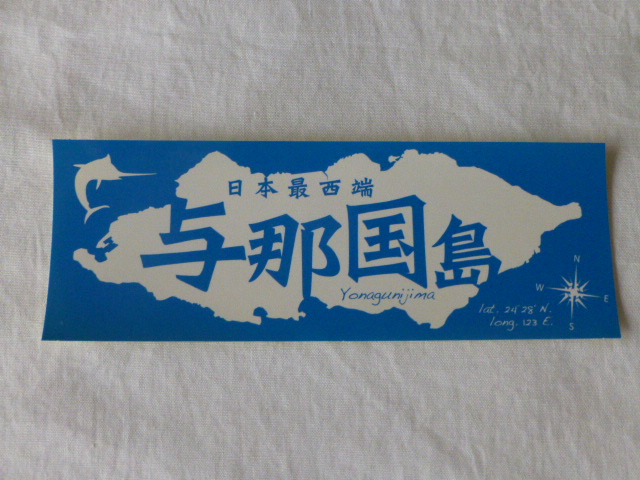 日本最西端
与那国島
Yonagunijima
N
W E
S
lat. 24°28' N.
long. 123 E.